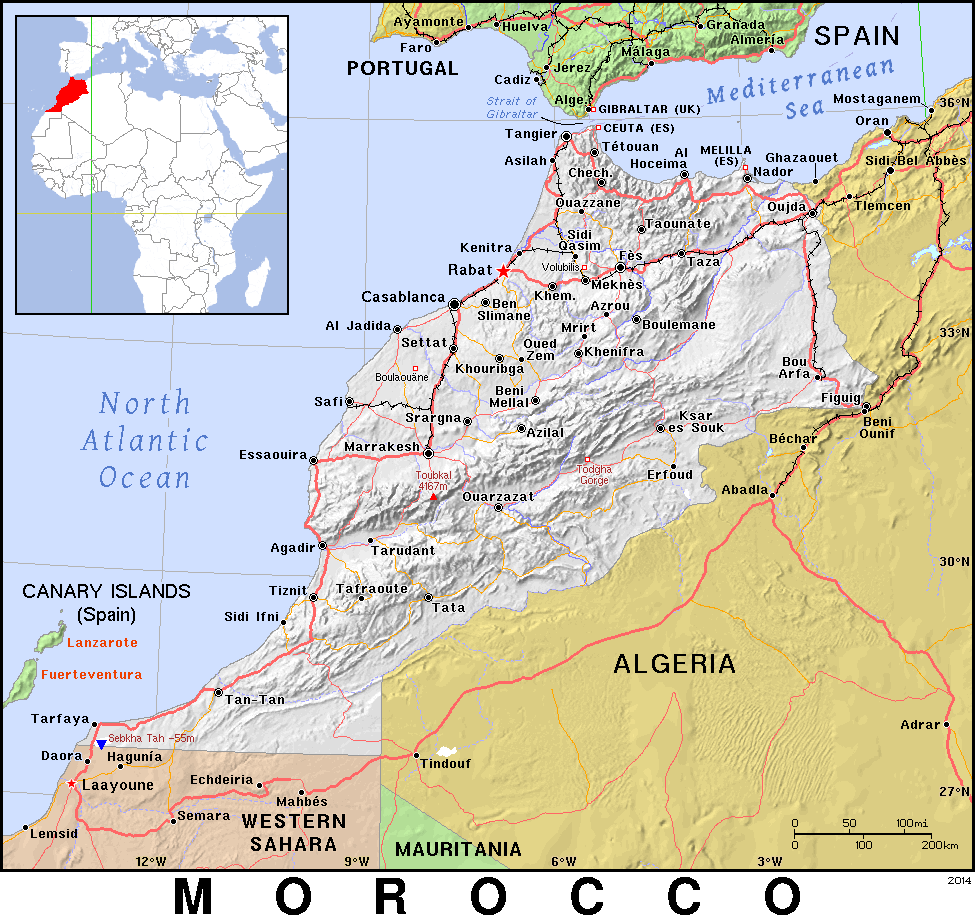 Ayamonte
Huelva
Granada
SPAIN
Faro
Málaga
Almería
PORTUGAL
Jerez
Cadiz
Mediterranean
Sea
Alge.
Strait of
Gibraltar
GIBRALTAR (UK)
Mostaganem
36°N
Oran
Tangier
CEUTA (ES)
Tétouan
Asilah
Al
Hoceima
MELILLA
(ES)
Nador
Ghazaouet
Sidi Bel Abbès
Chech.
Ouazzane
Oujda
Tlemcen
Taounate
Sidi
Qasim
Kenitra
Fès
Taza
Rabat
Volubilis
Meknès
Khem.
Casablanca
Ben
Slimane
Azrou
Boulemane
Al Jadida
Mrirt
33°N
Settat
Oued
Zem
Khenifra
Khouribga
Bou
Arfa
Boulaouâne
Beni
Mellal
Safi
Figuig
North
Atlantic
Ocean
Srargna
Azilal
Ksar
es Souk
Beni
Ounif
Béchar
Marrakesh
Essaouira
Toubkal
4167m
Todgha
Gorge
Erfoud
Abadla
Ouarzazat
Agadir
Tarudant
30°N
CANARY ISLANDS
(Spain)
Tiznit
Tafraoute
Tata
Sidi Ifni
Lanzarote
Fuerteventura
ALGERIA
Tan-Tan
Tarfaya
Adrar
Sebkha Tah -55m
Daora
Hagunía
Tindouf
Laayoune
Echdeiria
Mahbés
27°N
Semara
WESTERN
SAHARA
Lemsid
MAURITANIA
0 50 100mi
0 200km
12°W
9°W
6°W
3°W
2014
MOROCCO